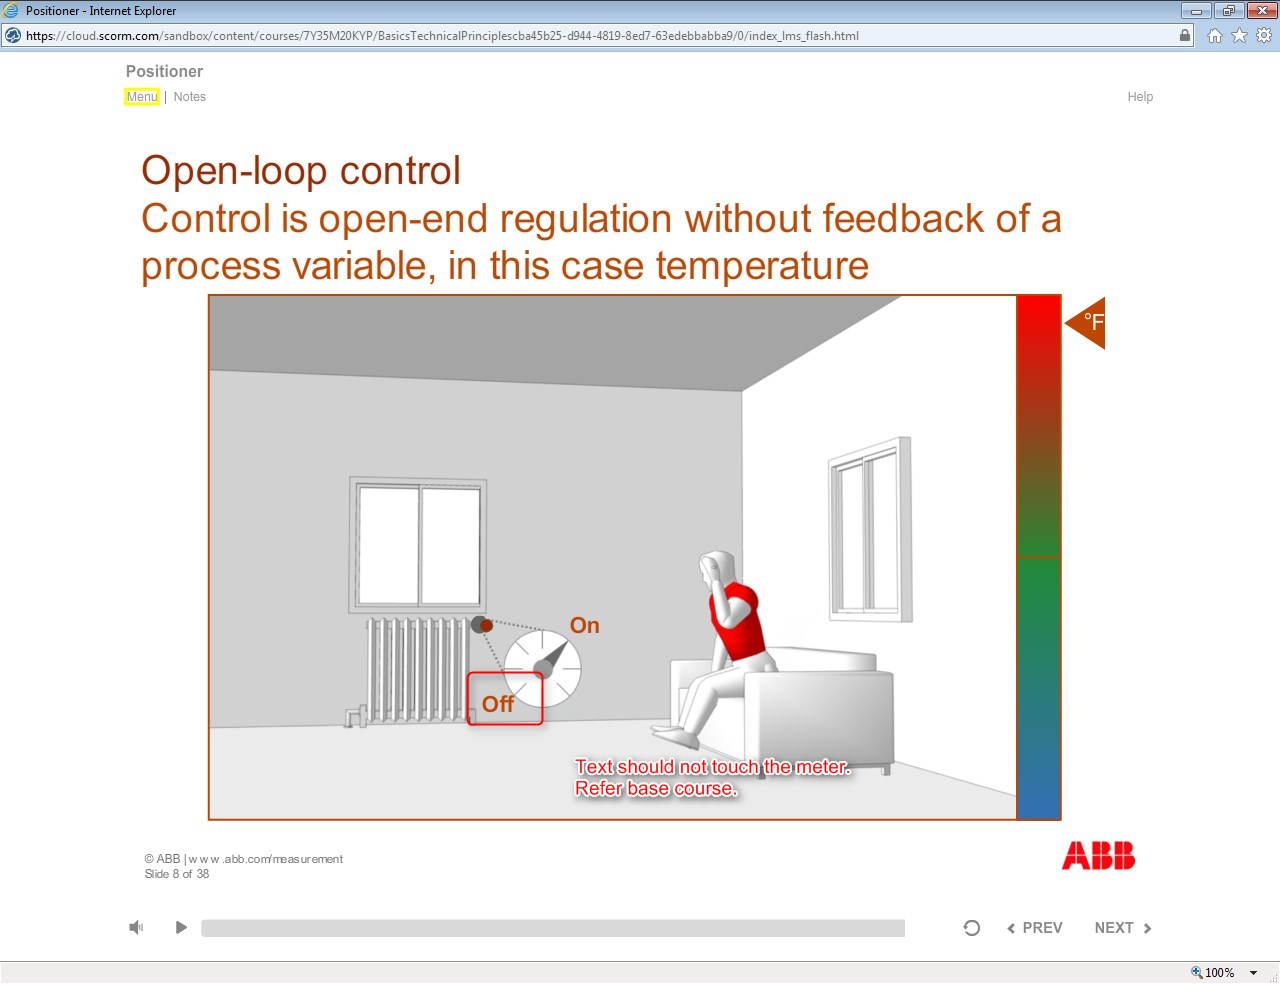 Positioner - Internet Explorer
https://cloud.scorm.com/sandbox/content/courses/7Y35M20KYP/BasicsTechnicalPrinciplescba45b25-d944-4819-8ed7-63edebbabba9/0/index_lms_flash.html
Positioner
Menu | Notes
Help
Open-loop control
Control is open-end regulation without feedback of a
process variable, in this case temperature
°F
On
Off
Text should not touch the meter.
Refer base course.
© ABB | www.abb.com/measurement
Slide 8 of 38
ABB
PREV
NEXT
100%